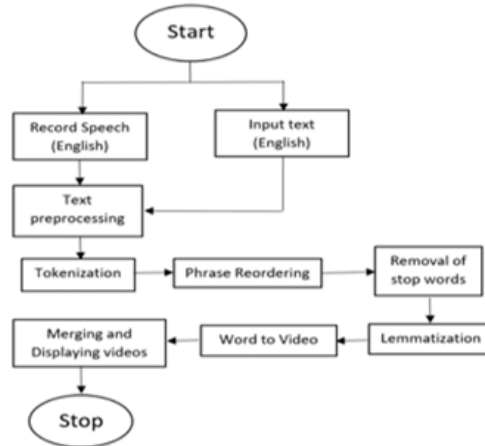 Start
Record Speech
(English)
Input text
(English)
Text
preprocessing
Tokenization
Phrase Reordering
Removal of
stop words
Merging and
Displaying videos
Word to Video
Lemmatization
Stop